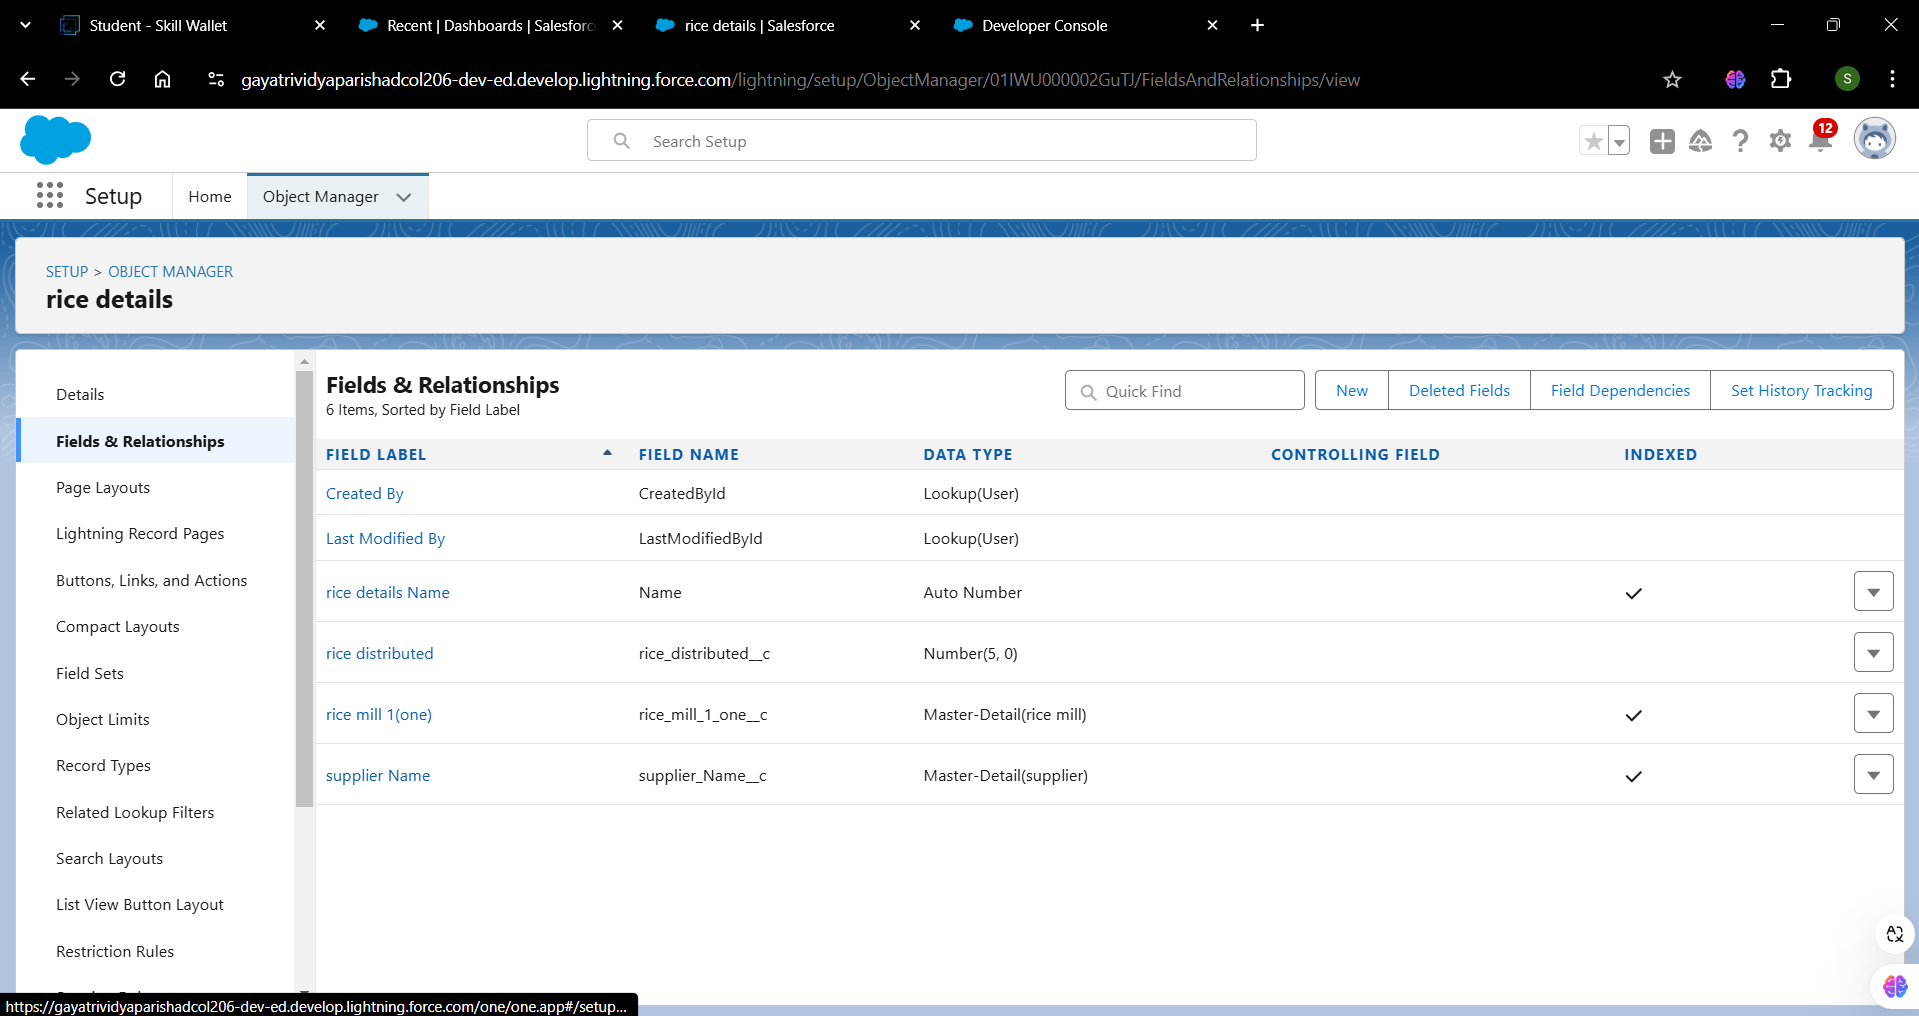 Student - Skill Wallet
Recent | Dashboards | Salesforc
rice details | Salesforce
Developer Console
gayatrividyaparishadcol206-dev-ed.develop.lightning.force.com/lightning/setup/ObjectManager/01IWU000002GuTJ/FieldsAndRelationships/view
S
Search Setup
12
Setup
Home
Object Manager
SETUP > OBJECT MANAGER
rice details
Details
Fields & Relationships
Page Layouts
Lightning Record Pages
Buttons, Links, and Actions
Compact Layouts
Field Sets
Object Limits
Record Types
Related Lookup Filters
Search Layouts
List View Button Layout
Restriction Rules
Fields & Relationships
6 Items, Sorted by Field Label
Quick Find
New
Deleted Fields
Field Dependencies
Set History Tracking
FIELD LABEL FIELD NAME DATA TYPE CONTROLLING FIELD INDEXED
Created By CreatedById Lookup(User)
Last Modified By LastModifiedById Lookup(User)
rice details Name Name Auto Number
rice distributed rice_distributed__c Number(5, 0)
rice mill 1(one) rice_mill_1_one__c Master-Detail(rice mill)
supplier Name supplier_Name__c Master-Detail(supplier)
https://gayatrividyaparishadcol206-dev-ed.develop.lightning.force.com/one/one.app#/setup...